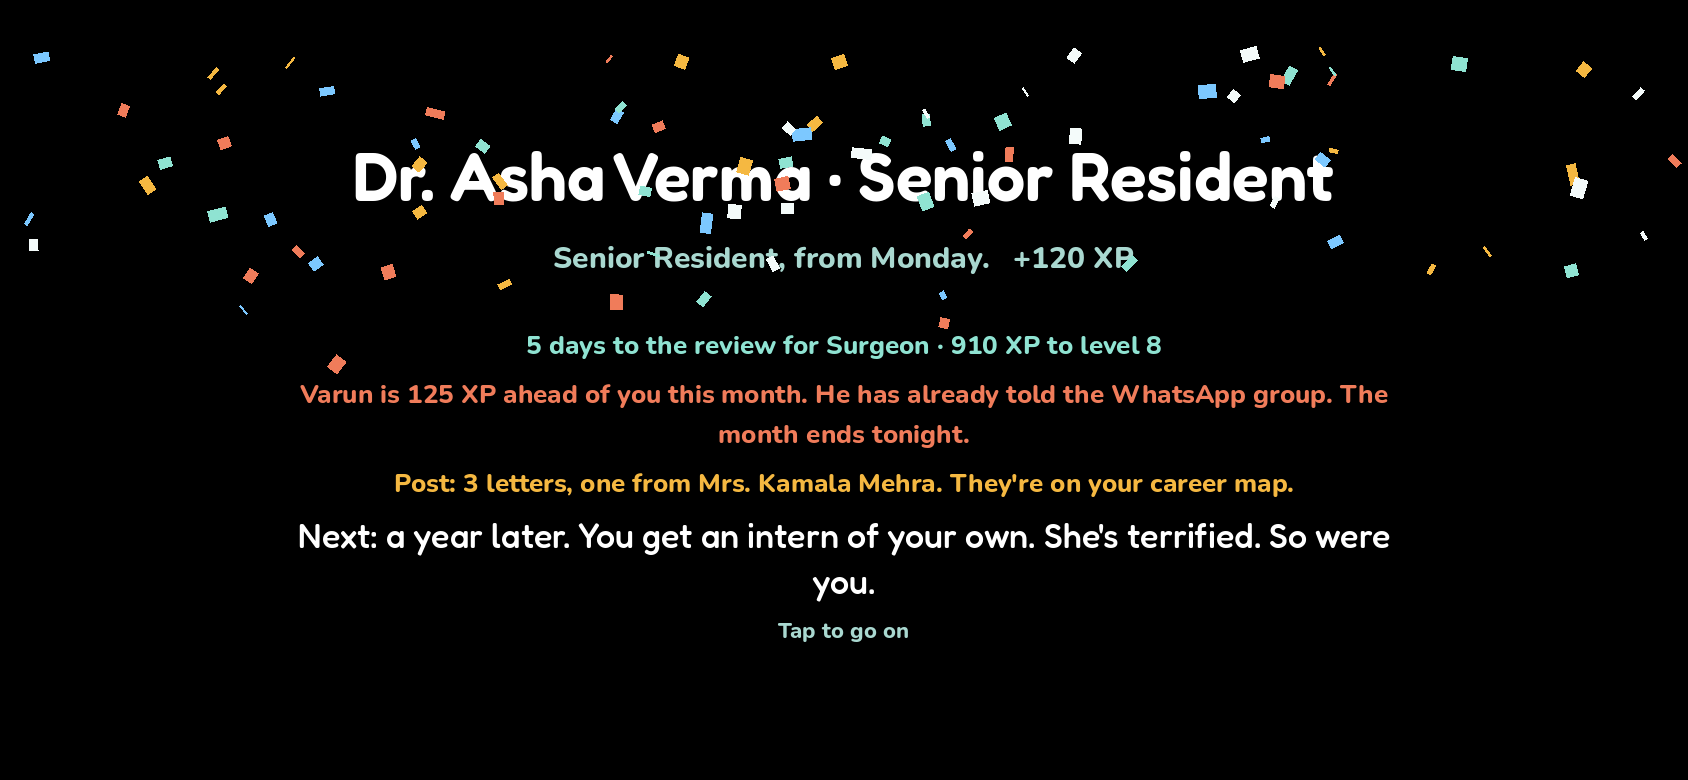 Dr. Asha Verma · Senior Resident
Senior Resident, from Monday. +120 XP
5 days to the review for Surgeon · 910 XP to level 8
Varun is 125 XP ahead of you this month. He has already told the WhatsApp group. The
month ends tonight.
Post: 3 letters, one from Mrs. Kamala Mehra. They're on your career map.
Next: a year later. You get an intern of your own. She's terrified. So were
you.
Tap to go on